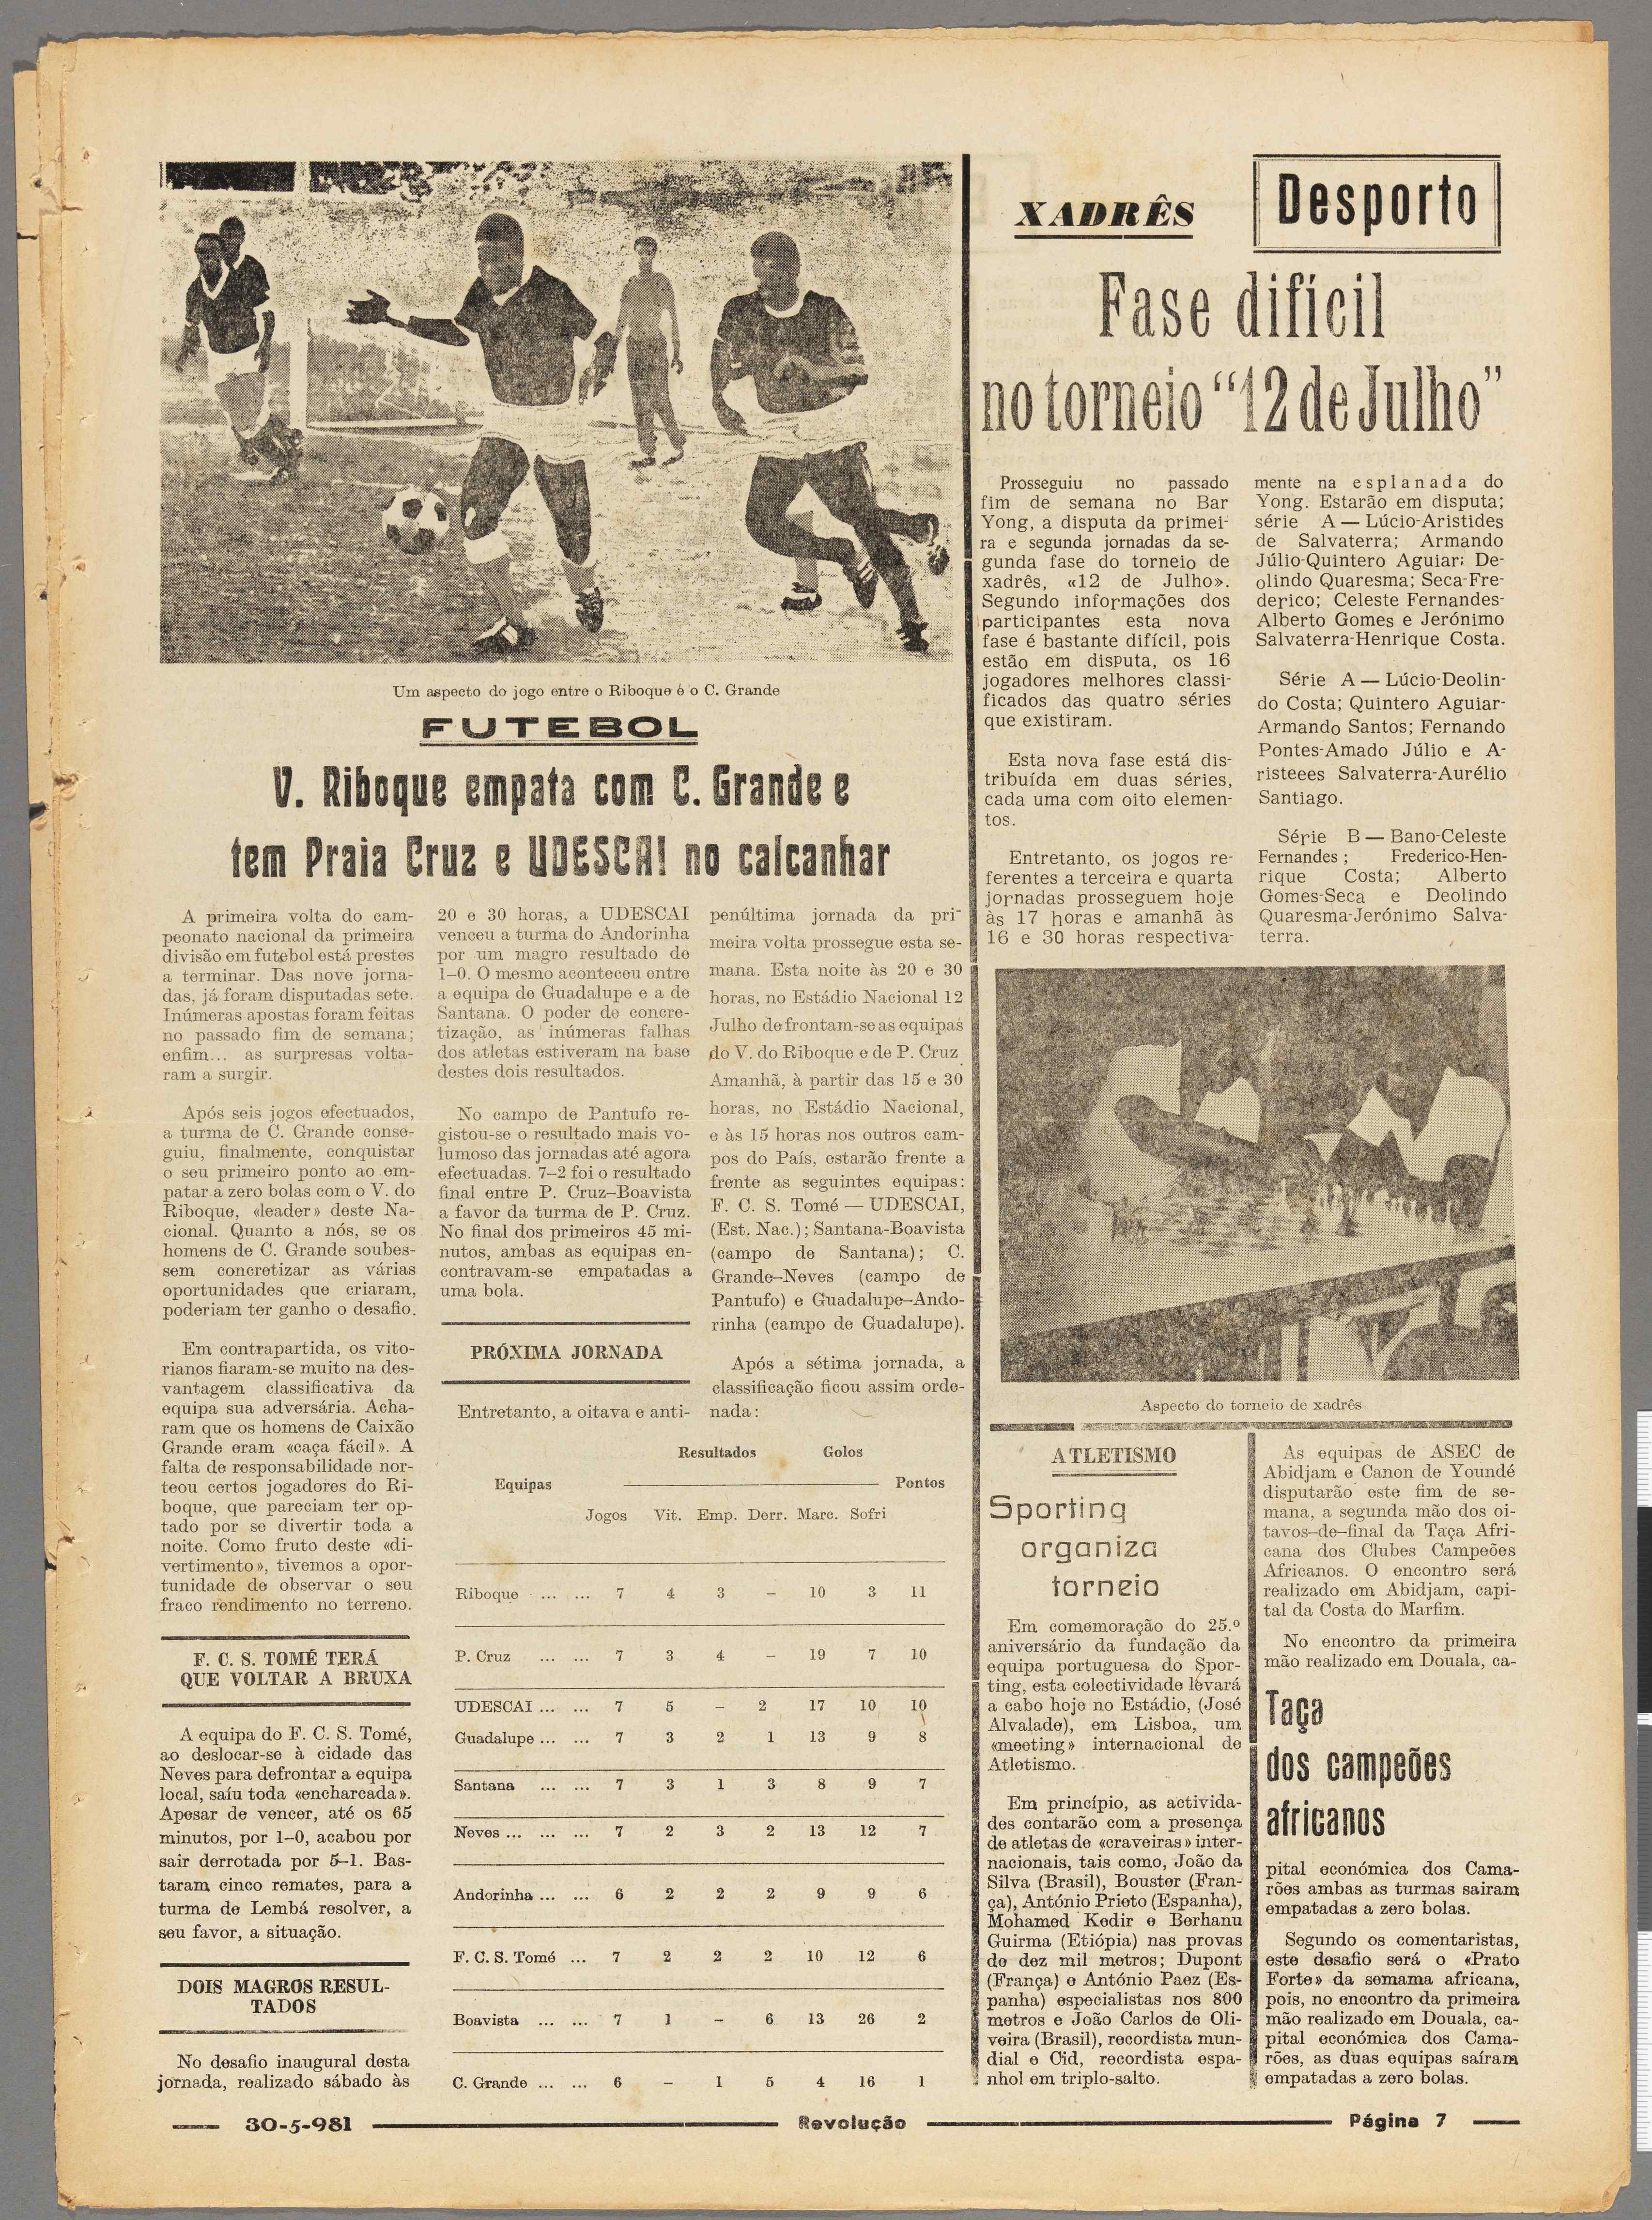 Um aspecto do jogo entre o Riboque e o C. Grande
FUTEBOL
V. Riboque empata com C. Grande e
tem Praia Cruz e UDESCAI no calcanhar
A primeira volta do cam-
peonato nacional da primeira
divisão em futebol está prestes
a terminar. Das nove jorna-
das, já foram disputadas sete.
Inúmeras apostas foram feitas
no passado fim de semana;
enfim... as surpresas volta-
ram a surgir.
Após seis jogos efectuados,
a turma de C. Grande conse-
guiu, finalmente, conquistar
o seu primeiro ponto ao em-
patar a zero bolas com o V. do
Riboque, «leader» deste Na-
cional. Quanto a nós, se os
homens de C. Grande soubes-
sem concretizar as várias
oportunidades que criaram,
poderiam ter ganho o desafio.
Em contrapartida, os vito-
rianos fiaram-se muito na des-
vantagem classificativa da
equipa sua adversária. Acha-
ram que os homens de Caixão
Grande eram «caça fácil». A
falta de responsabilidade nor-
teou certos jogadores do Ri-
boque, que pareciam ter op-
tado por se divertir toda a
noite. Como fruto deste «di-
vertimento», tivemos a opor-
tunidade de observar o seu
fraco rendimento no terreno.
F. C. S. TOMÉ TERÁ
QUE VOLTAR A BRUXA
A equipa do F. C. S. Tomé,
ao deslocar-se à cidade das
Neves para defrontar a equipa
local, saíu toda «encharcada».
Apesar de vencer, até os 65
minutos, por 1-0, acabou por
sair derrotada por 5-1. Bas-
taram cinco remates, para a
turma de Lembá resolver, a
seu favor, a situação.
DOIS MAGROS RESUL-
TADOS
No desafio inaugural desta
jornada, realizado sábado às
20 e 30 horas, a UDESCAI
venceu a turma do Andorinha
por um magro resultado de
1-0. O mesmo aconteceu entre
a equipa de Guadalupe e a de
Santana. O poder de concre-
tização, as inúmeras falhas
dos atletas estiveram na base
destes dois resultados.
No campo de Pantufo re-
gistou-se o resultado mais vo-
lumoso das jornadas até agora
efectuadas. 7-2 foi o resultado
final entre P. Cruz-Boavista
a favor da turma de P. Cruz.
No final dos primeiros 45 mi-
nutos, ambas as equipas en-
contravam-se empatadas a
uma bola.
PRÓXIMA JORNADA
Entretanto, a oitava e anti-
penúltima jornada da pri-
meira volta prossegue esta se-
mana. Esta noite às 20 e 30
horas, no Estádio Nacional 12
Julho defrontam-se as equipas
do V. do Riboque e de P. Cruz
Amanhã, à partir das 15 e 30
horas, no Estádio Nacional,
e às 15 horas nos outros cam-
pos do País, estarão frente a
frente as seguintes equipas:
F. C. S. Tomé — UDESCAI,
(Est. Nac.); Santana-Boavista
(campo de Santana); C.
Grande-Neves (campo de
Pantufo) e Guadalupe-Ando-
rinha (campo de Guadalupe).
Após a sétima jornada, a
classificação ficou assim orde-
nada:
Resultados Golos
Equipas Pontos
Jogos Vit. Emp. Derr. Marc. Sofri
Riboque ... ... 7 4 3 – 10 3 11
P. Cruz ... ... 7 3 4 – 19 7 10
UDESCAI ... ... 7 5 – 2 17 10 10
Guadalupe ... ... 7 3 2 1 13 9 8
Santana ... ... 7 3 1 3 8 9 7
Neves ... ... ... 7 2 3 2 13 12 7
Andorinha ... ... 6 2 2 2 9 9 6
F. C. S. Tomé ... 7 2 2 2 10 12 6
Boavista ... ... 7 1 – 6 13 26 2
C. Grande ... ... 6 – 1 5 4 16 1
XADRÊS
Desporto
Fase difícil
no torneio “12 de Julho”
Prosseguiu no passado
fim de semana no Bar
Yong, a disputa da primei-
ra e segunda jornadas da se-
gunda fase do torneio de
xadrês, «12 de Julho».
Segundo informações dos
participantes esta nova
fase é bastante difícil, pois
estão em disputa, os 16
jogadores melhores classi-
ficados das quatro séries
que existiram.
Esta nova fase está dis-
tribuída em duas séries,
cada uma com oito elemen-
tos.
Entretanto, os jogos re-
ferentes a terceira e quarta
jornadas prosseguem hoje
às 17 horas e amanhã às
16 e 30 horas respectiva-
mente na esplanada do
Yong. Estarão em disputa;
série A — Lúcio-Aristides
de Salvaterra; Armando
Júlio-Quintero Aguiar; De-
olindo Quaresma; Seca-Fre-
derico; Celeste Fernandes-
Alberto Gomes e Jerónimo
Salvaterra-Henrique Costa.
Série A — Lúcio-Deolin-
do Costa; Quintero Aguiar-
Armando Santos; Fernando
Pontes-Amado Júlio e A-
risteees Salvaterra-Aurélio
Santiago.
Série B — Bano-Celeste
Fernandes; Frederico-Hen-
rique Costa; Alberto
Gomes-Seca e Deolindo
Quaresma-Jerónimo Salva-
terra.
Aspecto do torneio de xadrês
ATLETISMO
Sporting
organiza
torneio
Em comemoração do 25.º
aniversário da fundação da
equipa portuguesa do Spor-
ting, esta colectividade levará
a cabo hoje no Estádio, (José
Alvalade), em Lisboa, um
«meeting» internacional de
Atletismo.
Em princípio, as activida-
des contarão com a presença
de atletas de «craveiras» inter-
nacionais, tais como, João da
Silva (Brasil), Bouster (Fran-
ça), António Prieto (Espanha),
Mohamed Kedir e Berhanu
Guirma (Etiópia) nas provas
de dez mil metros; Dupont
(França) e António Paez (Es-
panha) especialistas nos 800
metros e João Carlos de Oli-
veira (Brasil), recordista mun-
dial e Cid, recordista espa-
nhol em triplo-salto.
As equipas de ASEC de
Abidjam e Canon de Youndé
disputarão este fim de se-
mana, a segunda mão dos oi-
tavos-de-final da Taça Afri-
cana dos Clubes Campeões
Africanos. O encontro será
realizado em Abidjam, capi-
tal da Costa do Marfim.
No encontro da primeira
mão realizado em Douala, ca-
Taça
dos campeões
africanos
pital económica dos Cama-
rões ambas as turmas sairam
empatadas a zero bolas.
Segundo os comentaristas,
este desafio será o «Prato
Forte» da semama africana,
pois, no encontro da primeira
mão realizado em Douala, ca-
pital económica dos Cama-
rões, as duas equipas saíram
empatadas a zero bolas.
30-5-981 Revolução Página 7